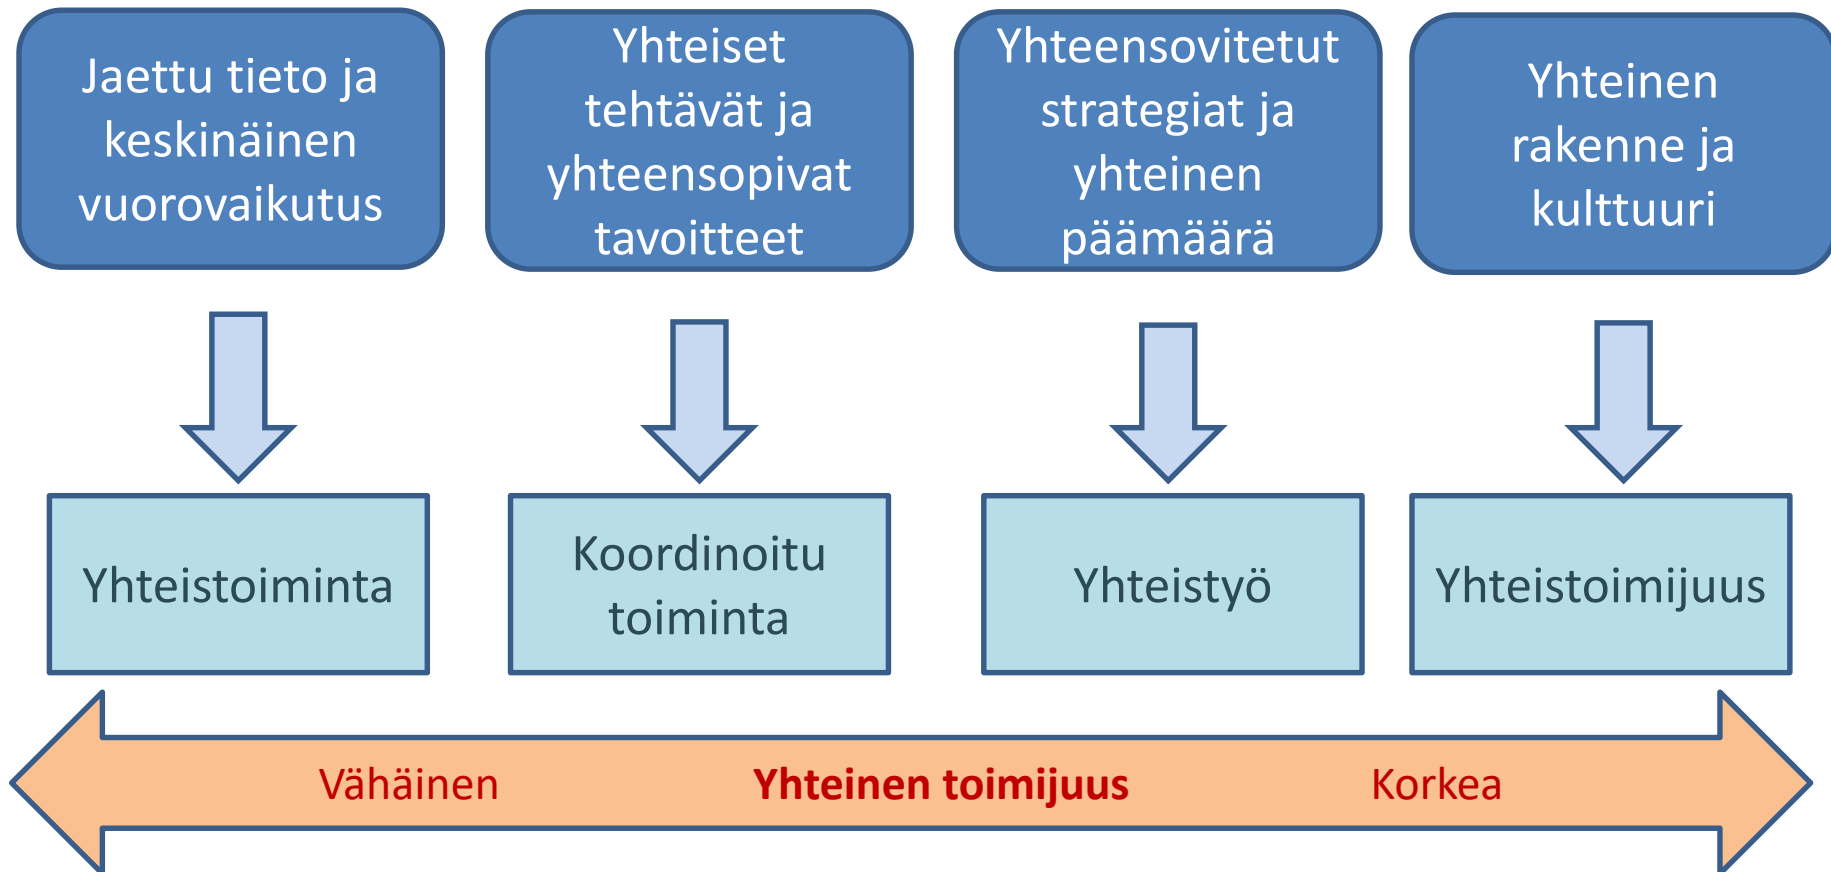 Jaettu tieto ja
keskinäinen
vuorovaikutus
Yhteiset
tehtävät ja
yhteensopivat
tavoitteet
Yhteensovitetut
strategiat ja
yhteinen
päämäärä
Yhteinen
rakenne ja
kulttuuri
Yhteistoiminta
Koordinoitu
toiminta
Yhteistyö
Yhteistoimijuus
Vähäinen
Yhteinen toimijuus
Korkea